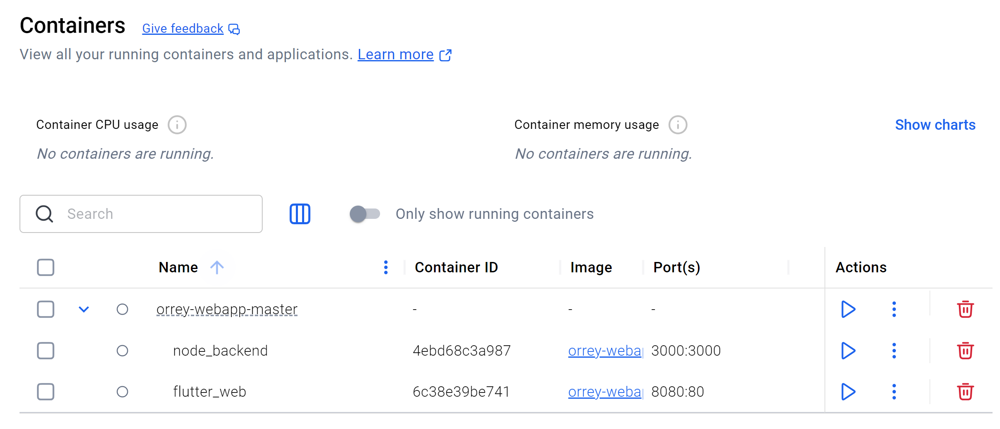 Containers Give feedback
View all your running containers and applications. Learn more
Container CPU usage Container memory usage Show charts
No containers are running. No containers are running.
Search Only show running containers
Name Container ID Image Port(s) Actions
orrey-webapp-master - - -
node_backend 4ebd68c3a987 orrey-weba 3000:3000
flutter_web 6c38e39be741 orrey-weba 8080:80